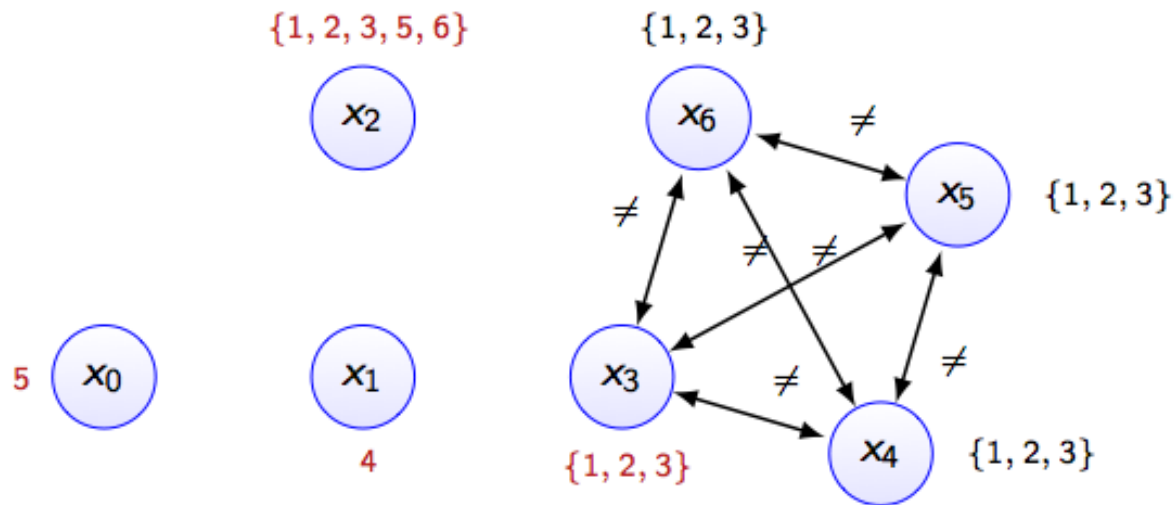 {1, 2, 3, 5, 6}
{1, 2, 3}
x₂
x₆
≠
x₅
{1, 2, 3}
≠
≠
≠
5
x₀
x₁
x₃
≠
≠
4
{1, 2, 3}
x₄
{1, 2, 3}